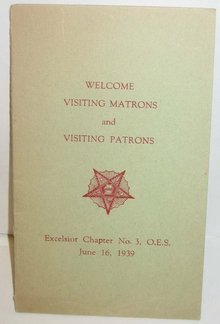 WELCOME
VISITING MATRONS
and
VISITING PATRONS
Excelsior Chapter No. 3, O.E.S.
June 16, 1939